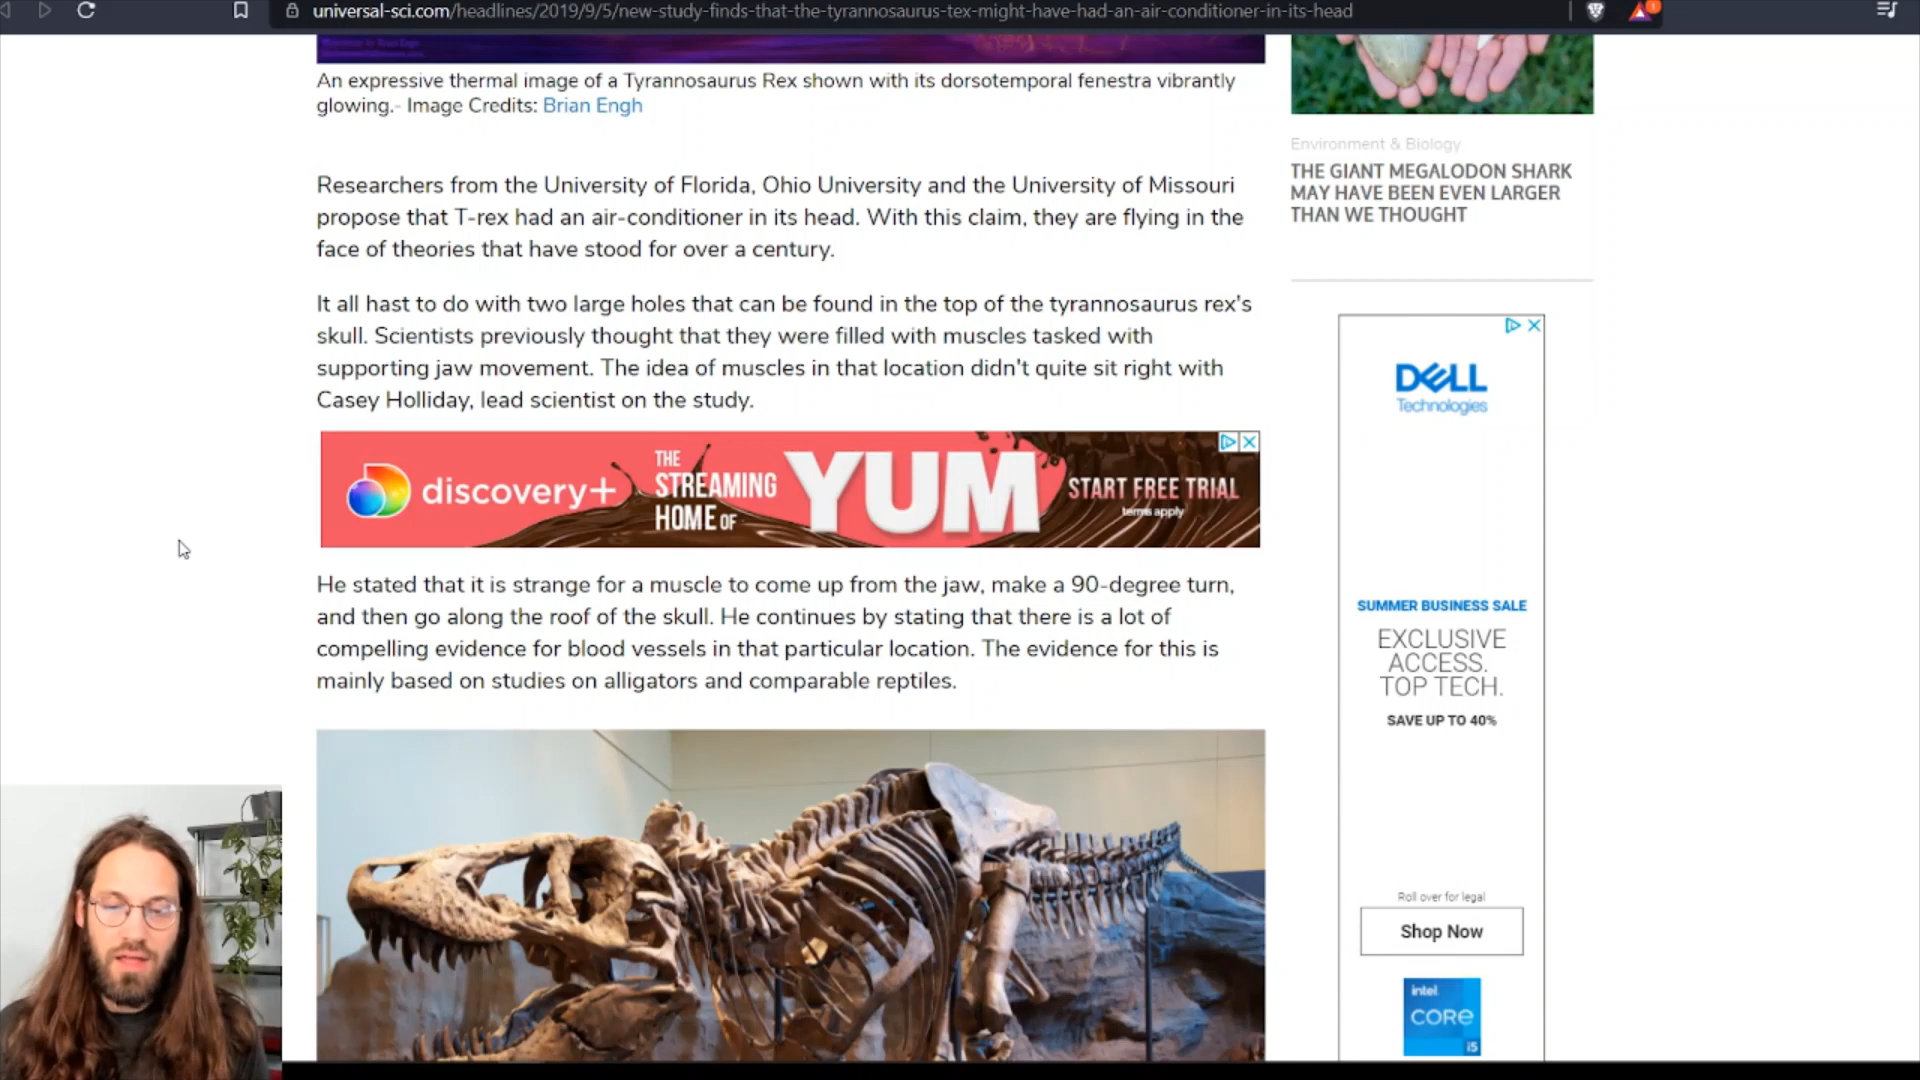 universal-sci.com/headlines/2019/9/5/new-study-finds-that-the-tyrannosaurus-tex-might-have-had-an-air-conditioner-in-its-head
An expressive thermal image of a Tyrannosaurus Rex shown with its dorsotemporal fenestra vibrantly
glowing.- Image Credits: Brian Engh
Researchers from the University of Florida, Ohio University and the University of Missouri
propose that T-rex had an air-conditioner in its head. With this claim, they are flying in the
face of theories that have stood for over a century.
It all hast to do with two large holes that can be found in the top of the tyrannosaurus rex's
skull. Scientists previously thought that they were filled with muscles tasked with
supporting jaw movement. The idea of muscles in that location didn't quite sit right with
Casey Holliday, lead scientist on the study.
discovery+
THE
STREAMING
HOME OF
YUM
START FREE TRIAL
terms apply
He stated that it is strange for a muscle to come up from the jaw, make a 90-degree turn,
and then go along the roof of the skull. He continues by stating that there is a lot of
compelling evidence for blood vessels in that particular location. The evidence for this is
mainly based on studies on alligators and comparable reptiles.
Environment & Biology
THE GIANT MEGALODON SHARK
MAY HAVE BEEN EVEN LARGER
THAN WE THOUGHT
DELL
Technologies
SUMMER BUSINESS SALE
EXCLUSIVE
ACCESS.
TOP TECH.
SAVE UP TO 40%
Roll over for legal
Shop Now
intel
CORE
i5